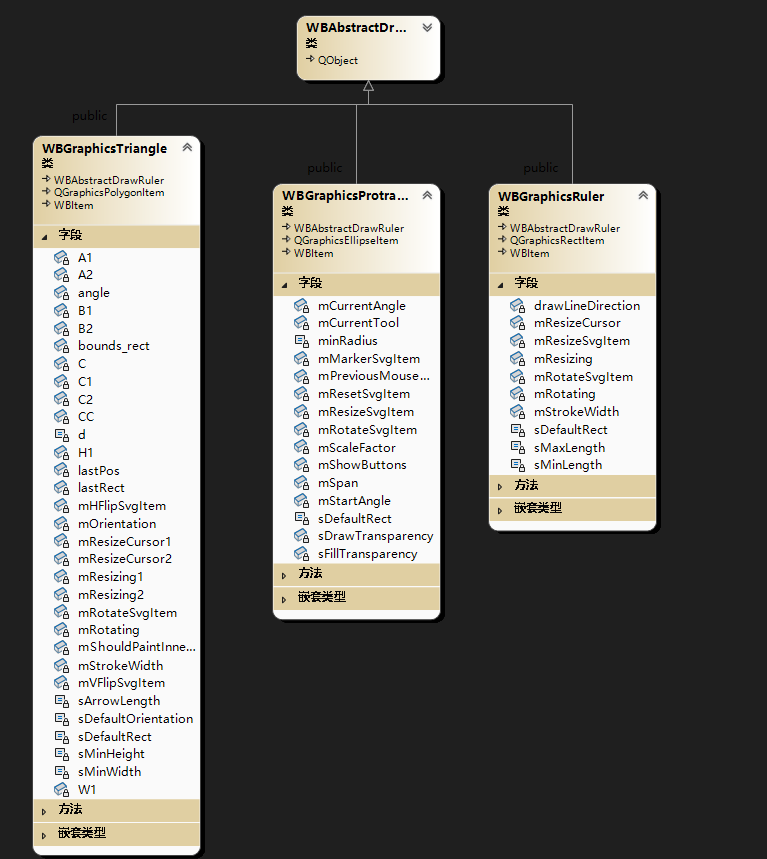 WBAbstractDr...
类
QObject
public
WBGraphicsTriangle
类
WBAbstractDrawRuler
QGraphicsPolygonItem
WBItem
字段
A1
A2
angle
B1
B2
bounds_rect
C
C1
C2
CC
d
H1
lastPos
lastRect
mHFlipSvgItem
mOrientation
mResizeCursor1
mResizeCursor2
mResizing1
mResizing2
mRotateSvgItem
mRotating
mShouldPaintInne...
mStrokeWidth
mVFlipSvgItem
sArrowLength
sDefaultOrientation
sDefaultRect
sMinHeight
sMinWidth
W1
方法
嵌套类型
public
WBGraphicsProtra...
类
WBAbstractDrawRuler
QGraphicsEllipseItem
WBItem
字段
mCurrentAngle
mCurrentTool
minRadius
mMarkerSvgItem
mPreviousMouse...
mResetSvgItem
mResizeSvgItem
mRotateSvgItem
mScaleFactor
mShowButtons
mSpan
mStartAngle
sDefaultRect
sDrawTransparency
sFillTransparency
方法
嵌套类型
public
WBGraphicsRuler
类
WBAbstractDrawRuler
QGraphicsRectItem
WBItem
字段
drawLineDirection
mResizeCursor
mResizeSvgItem
mResizing
mRotateSvgItem
mRotating
mStrokeWidth
sDefaultRect
sMaxLength
sMinLength
方法
嵌套类型